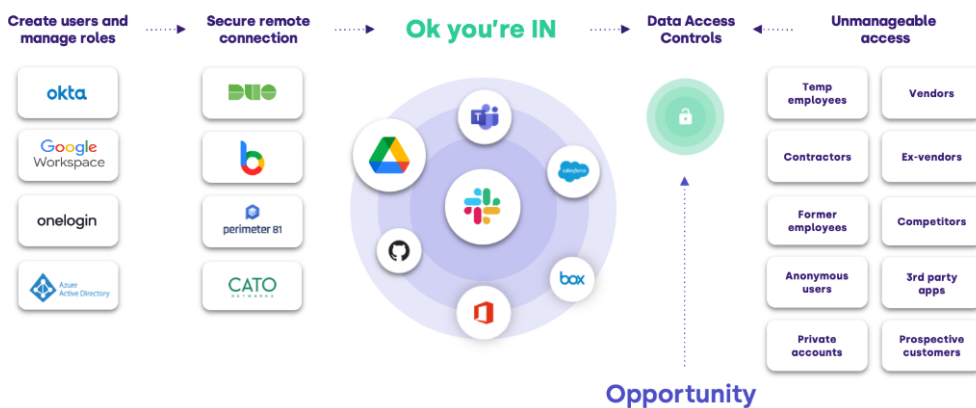 Create users and
manage roles
Secure remote
connection
Ok you're IN
Data Access
Controls
Unmanageable
access
okta
Google
Workspace
onelogin
Azure
Active Directory
DUO
b
perimeter 81
CATO
NETWORKS
T
salesforce
box
Temp
employees
Vendors
Contractors
Ex-vendors
Former
employees
Competitors
Anonymous
users
3rd party
apps
Private
accounts
Prospective
customers
Opportunity